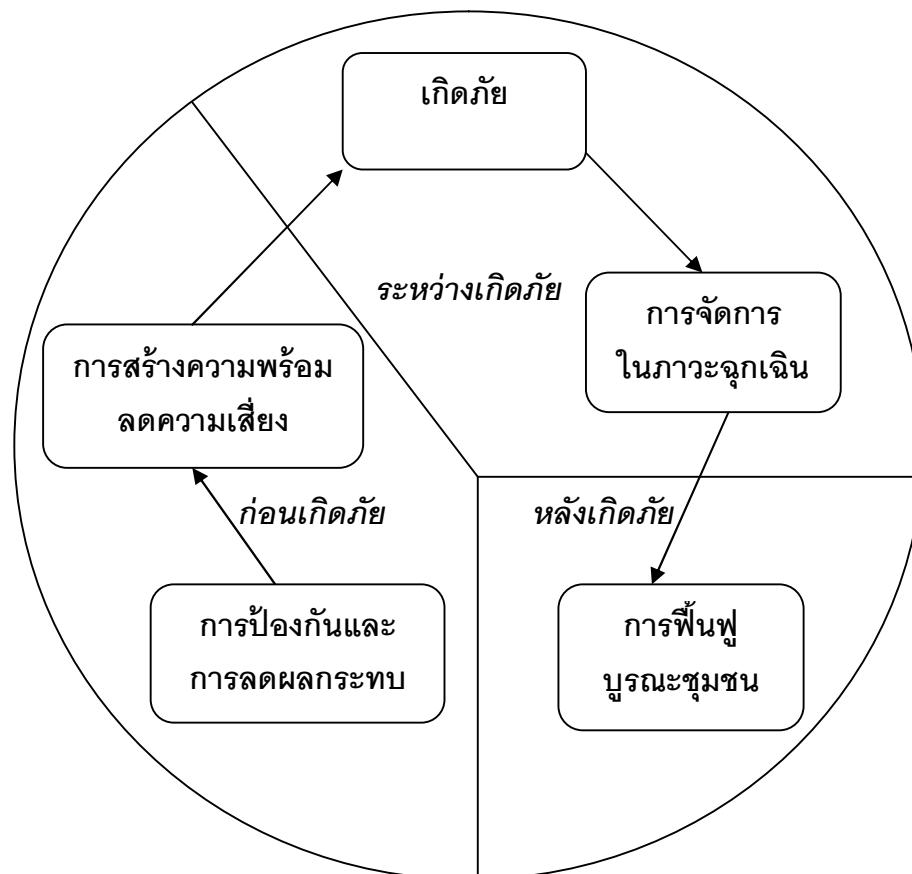 เกิดภัย
ระหว่างเกิดภัย
การจัดการ
ในภาวะฉุกเฉิน
การสร้างความพร้อม
ลดความเสี่ยง
ก่อนเกิดภัย
หลังเกิดภัย
การป้องกันและ
การลดผลกระทบ
การฟื้นฟู
บูรณะชุมชน